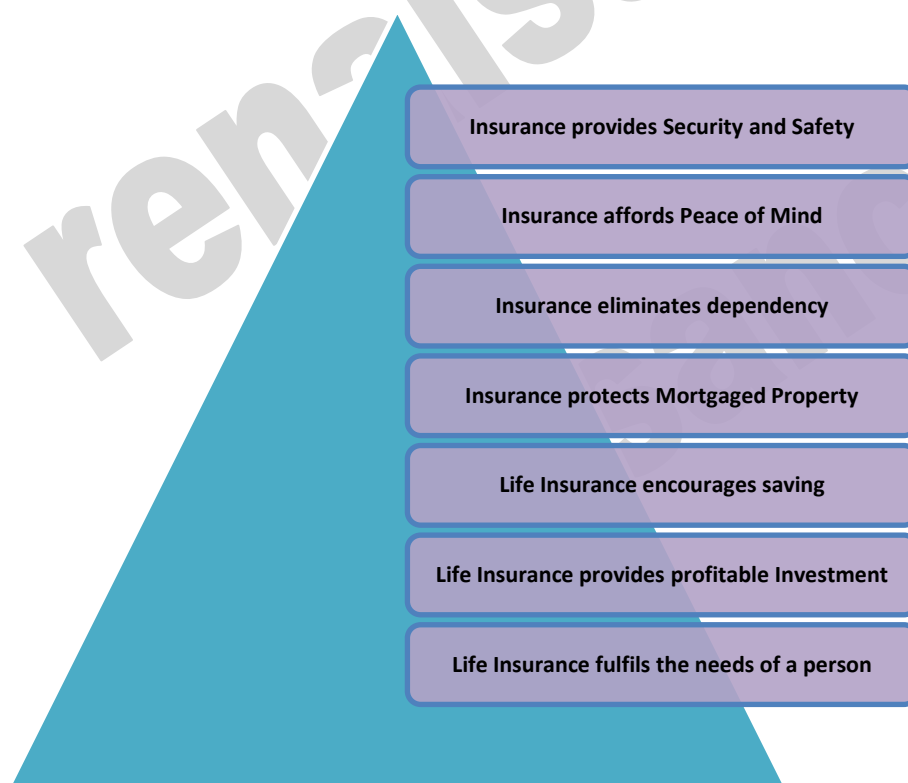 Insurance provides Security and Safety
Insurance affords Peace of Mind
Insurance eliminates dependency
Insurance protects Mortgaged Property
Life Insurance encourages saving
Life Insurance provides profitable Investment
Life Insurance fulfils the needs of a person